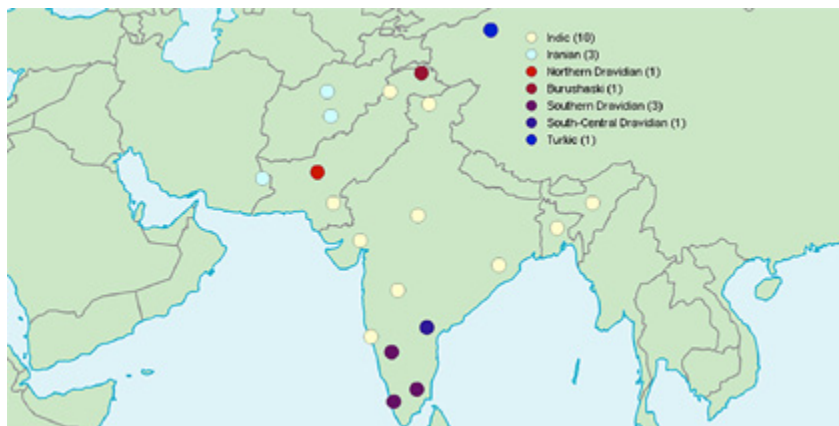 Indic (10)
Iranian (3)
Northern Dravidian (1)
Burushaski (1)
Southern Dravidian (3)
South-Central Dravidian (1)
Turkic (1)